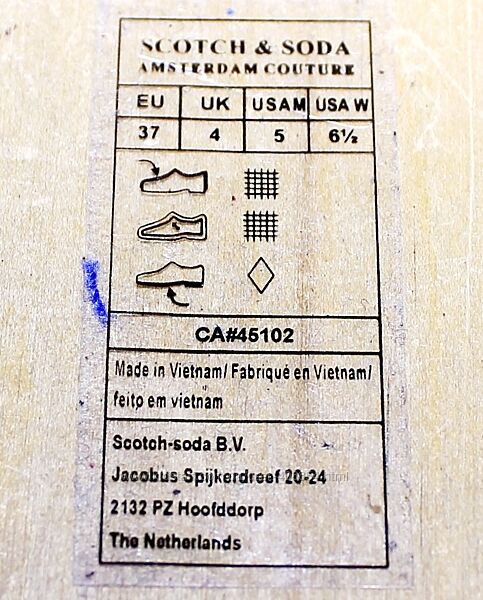 SCOTCH & SODA
AMSTERDAM COUTURE
EU UK USA M USA W
37 4 5 6½
CA#45102
Made in Vietnam/ Fabriqué en Vietnam/
feito em vietnam
Scotch-soda B.V.
Jacobus Spijkerdreef 20-24
2132 PZ Hoofddorp
The Netherlands